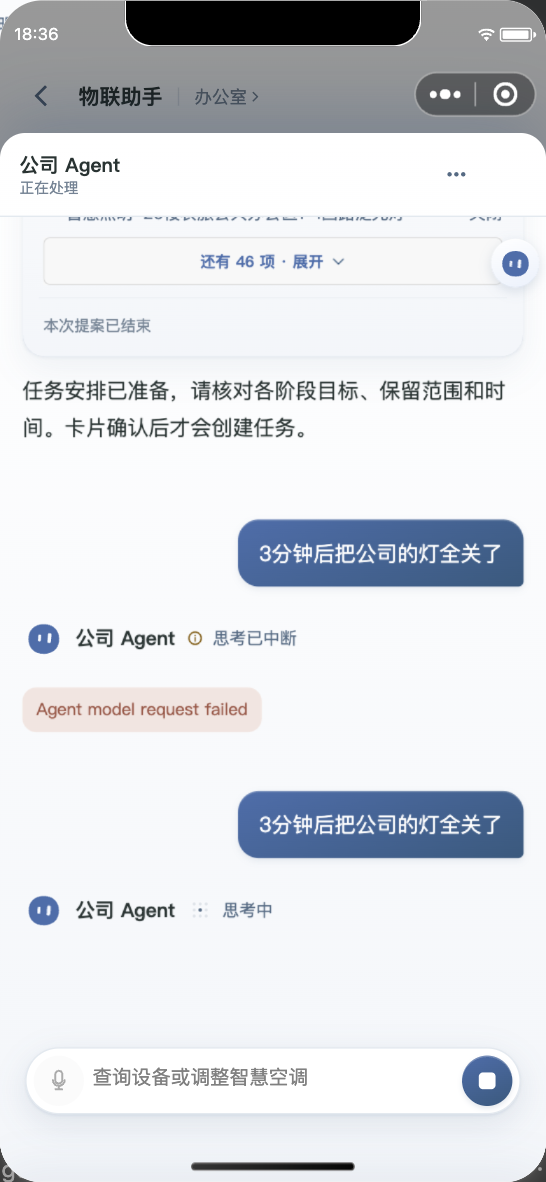 18:36
物联助手
办公室
公司 Agent
正在处理
还有 46 项 · 展开
本次提案已结束
任务安排已准备，请核对各阶段目标、保留范围和时
间。卡片确认后才会创建任务。
3分钟后把公司的灯全关了
公司 Agent 思考已中断
Agent model request failed
3分钟后把公司的灯全关了
公司 Agent 思考中
查询设备或调整智慧空调